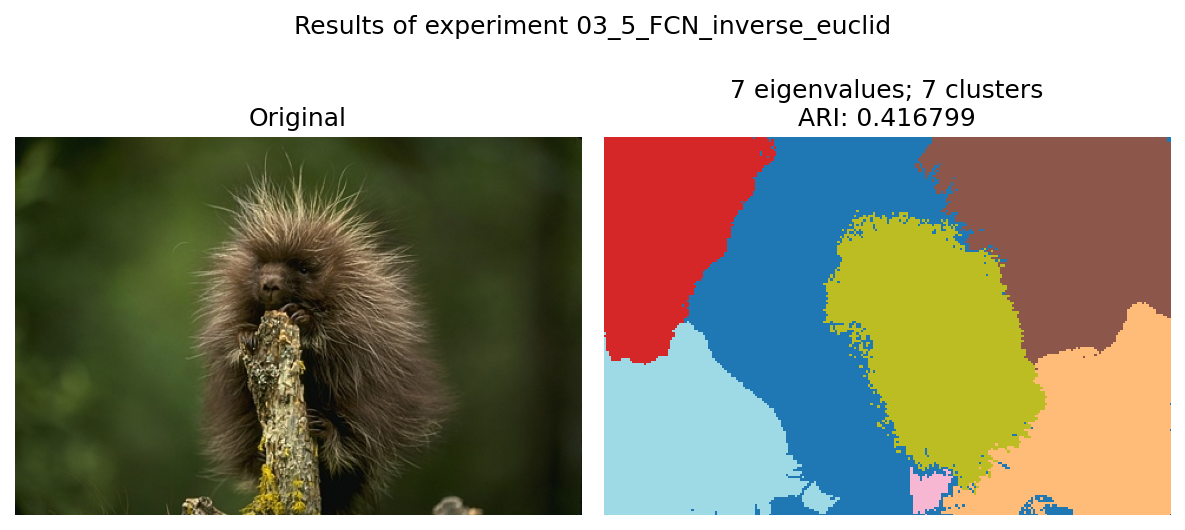 Results of experiment 03_5_FCN_inverse_euclid
Original
7 eigenvalues; 7 clusters
ARI: 0.416799